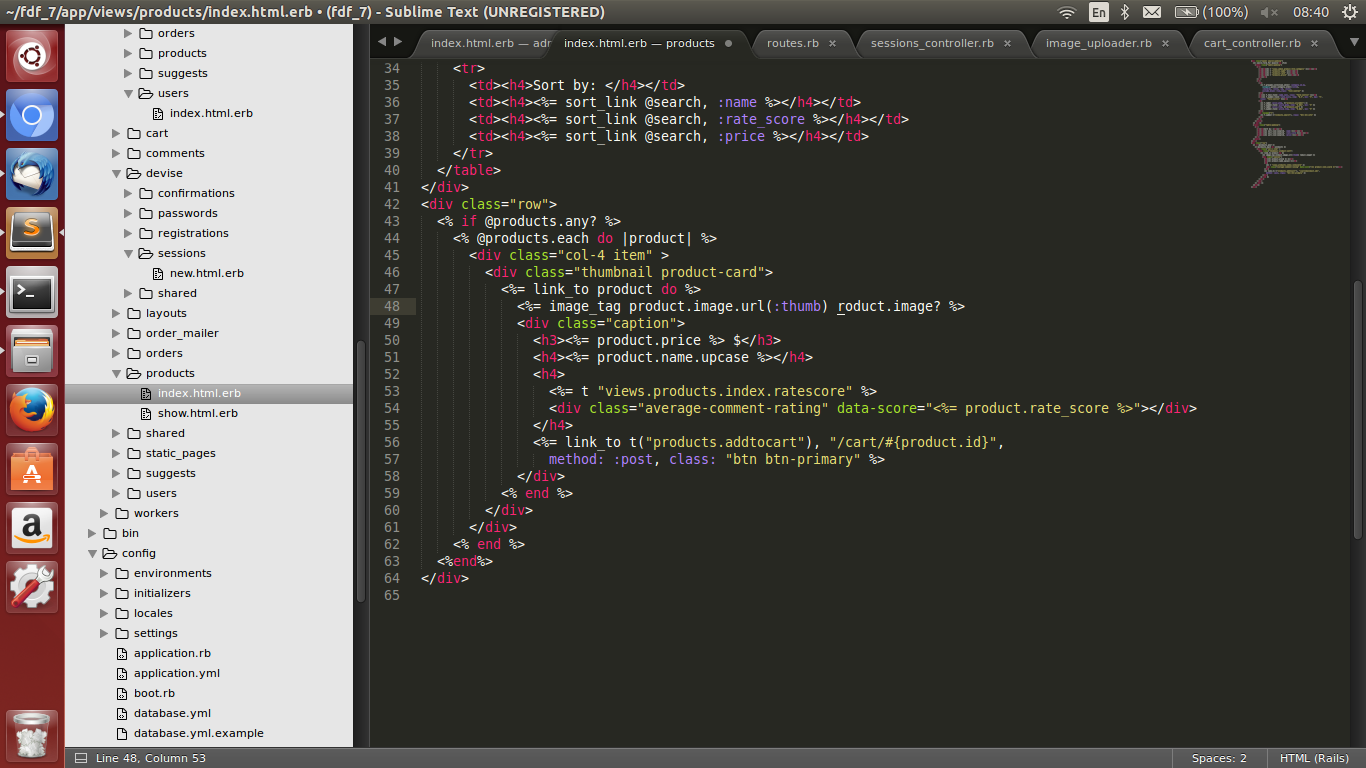 ~/fdf_7/app/views/products/index.html.erb • (fdf_7) - Sublime Text (UNREGISTERED)
En
(100%)
08:40
orders
products
suggests
users
index.html.erb
cart
comments
devise
confirmations
passwords
registrations
sessions
new.html.erb
shared
layouts
order_mailer
orders
products
index.html.erb
show.html.erb
shared
static_pages
suggests
users
workers
bin
config
environments
initializers
locales
settings
application.rb
application.yml
boot.rb
database.yml
database.yml.example
index.html.erb — adr
index.html.erb — products
routes.rb
sessions_controller.rb
image_uploader.rb
cart_controller.rb
34 <tr>
35 <td><h4>Sort by: </h4></td>
36 <td><h4><%= sort_link @search, :name %></h4></td>
37 <td><h4><%= sort_link @search, :rate_score %></h4></td>
38 <td><h4><%= sort_link @search, :price %></h4></td>
39 </tr>
40 </table>
41 </div>
42 <div class="row">
43 <% if @products.any? %>
44 <% @products.each do |product| %>
45 <div class="col-4 item" >
46 <div class="thumbnail product-card">
47 <%= link_to product do %>
48 <%= image_tag product.image.url(:thumb) roduct.image? %>
49 <div class="caption">
50 <h3><%= product.price %> $</h3>
51 <h4><%= product.name.upcase %></h4>
52 <h4>
53 <%= t "views.products.index.ratescore" %>
54 <div class="average-comment-rating" data-score="<%= product.rate_score %>"></div>
55 </h4>
56 <%= link_to t("products.addtocart"), "/cart/#{product.id}",
57 method: :post, class: "btn btn-primary" %>
58 </div>
59 <% end %>
60 </div>
61 </div>
62 <% end %>
63 <%end%>
64 </div>
65
Line 48, Column 53
Spaces: 2
HTML (Rails)